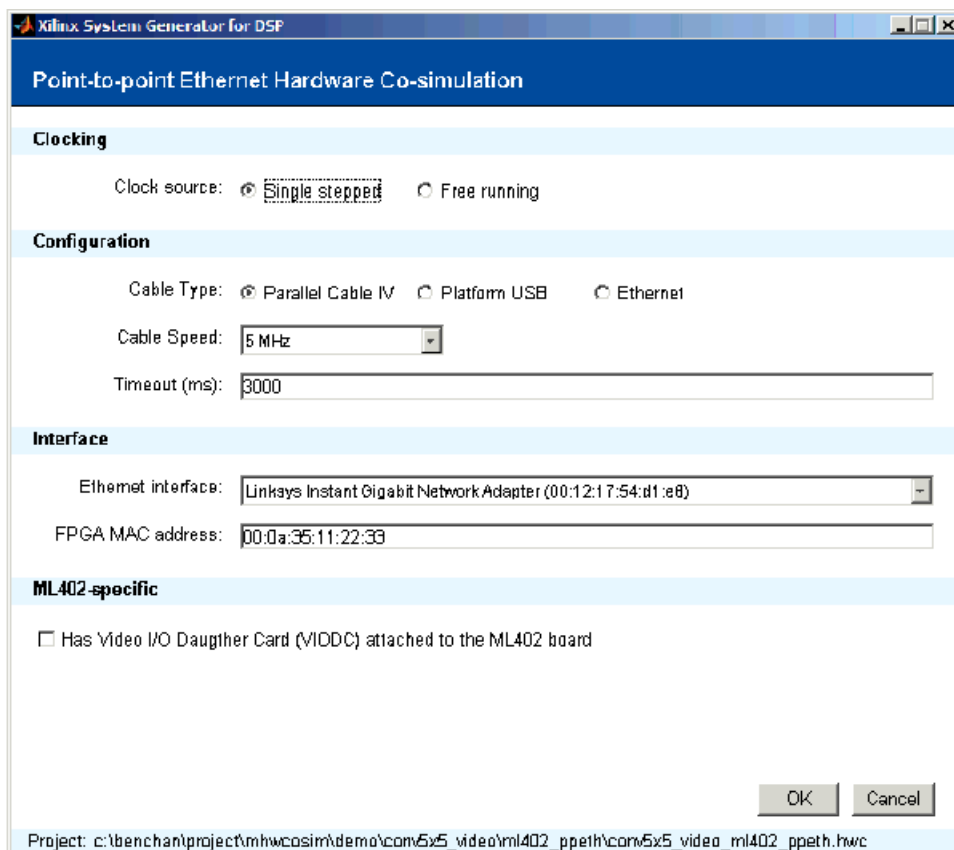 Xilinx System Generator for DSP
Point-to-point Ethernet Hardware Co-simulation
Clocking
Clock source: Single stepped Free running
Configuration
Cable Type: Parallel Cable IV Platform USB Ethernet
Cable Speed: 5 MHz
Timeout (ms): 3000
Interface
Ethernet interface: Linksys Instant Gigabit Network Adapter (00:12:17:54:d1:e8)
FPGA MAC address: 00:0a:35:11:22:33
ML402-specific
Has Video I/O Daugther Card (VIODC) attached to the ML402 board
OK Cancel
Project: c:\benchan\project\mhwcosim\demo\conv5x5_video\ml402_ppeth\conv5x5_video_ml402_ppeth.hwc